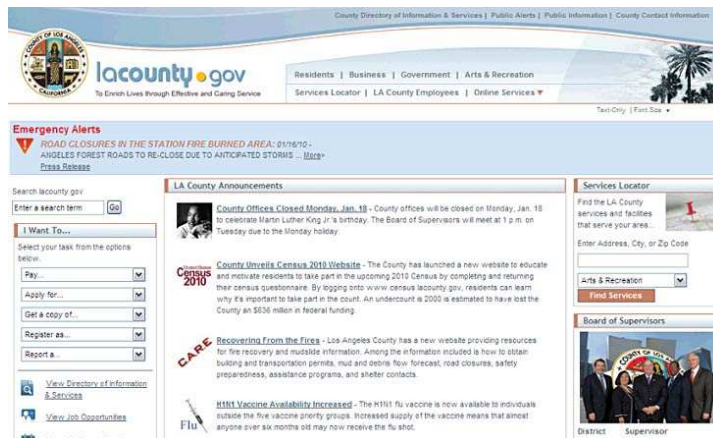 County Directory of Information & Services | Public Alerts | Public Information | County Contact Information
COUNTY OF LOS ANGELES
CALIFORNIA
lacounty.gov
To Enrich Lives through Effective and Caring Service
Residents | Business | Government | Arts & Recreation
Services Locator | LA County Employees | Online Services ▼
Text-Only | Font Size
Emergency Alerts
ROAD CLOSURES IN THE STATION FIRE BURNED AREA: 01/16/10 -
ANGELES FOREST ROADS TO RE-CLOSE DUE TO ANTICIPATED STORMS ... More»
Press Release
Search lacounty.gov
Enter a search term Go
I Want To...
Select your task from the options
below.
Pay...
Apply for...
Get a copy of...
Register as...
Report a...
View Directory of Information
& Services
View Job Opportunities
LA County Announcements
County Offices Closed Monday, Jan. 18 - County offices will be closed on Monday, Jan. 18
to celebrate Martin Luther King Jr.'s birthday. The Board of Supervisors will meet at 1 p.m. on
Tuesday due to the Monday holiday.
Census
2010
County Unveils Census 2010 Website - The County has launched a new website to educate
and motivate residents to take part in the upcoming 2010 Census by completing and returning
their census questionnaire. By logging onto www.census.lacounty.gov, residents can learn
why it's important to take part in the count. An undercount is 2000 is estimated to have lost the
County an $636 million in federal funding.
CARE
Recovering From the Fires - Los Angeles County has a new website providing resources
for fire recovery and mudslide information. Among the information included is how to obtain
building and transportation permits, mud and debris flow forecast, road closures, safety
preparedness, assistance programs, and shelter contacts.
Flu
H1N1 Vaccine Availability Increased - The H1N1 flu vaccine is now available to individuals
outside the five vaccine priority groups. Increased supply of the vaccine means that almost
anyone over six months old may now receive the flu shot.
Services Locator
Find the LA County
services and facilities
that serve your area...
Enter Address, City, or Zip Code
Arts & Recreation
Find Services
Board of Supervisors
District Supervisor